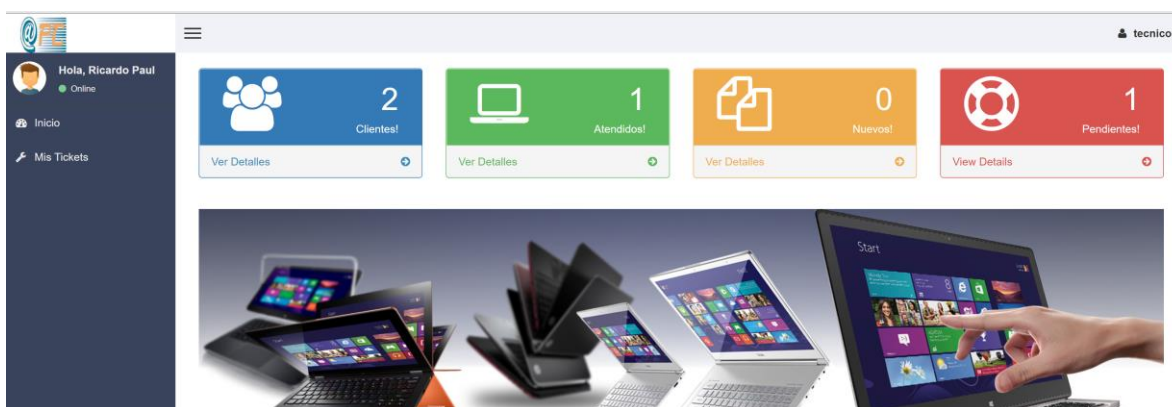 @PC
tecnico
Hola, Ricardo Paul
Online
Inicio
Mis Tickets
2
Clientes!
Ver Detalles
1
Atendidos!
Ver Detalles
0
Nuevos!
Ver Detalles
1
Pendientes!
View Details
Start